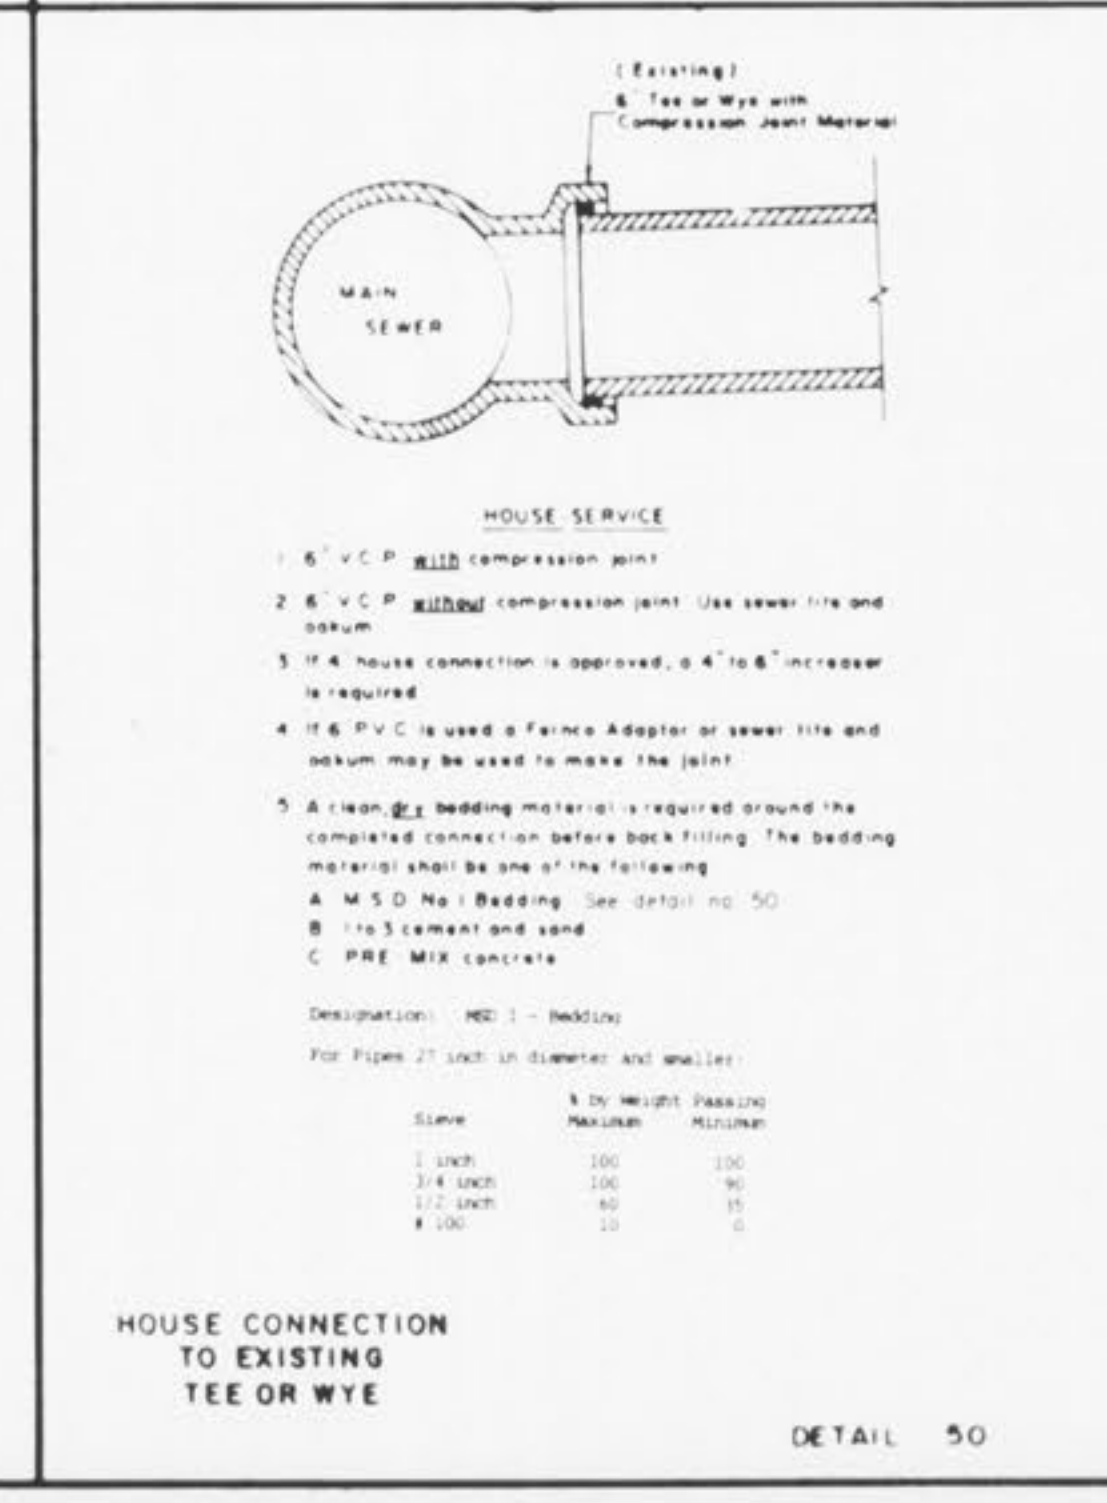 (Existing)
6" Tee or Wye with
Compression Joint Material
MAIN
SEWER
HOUSE SERVICE
1 6" V C P with compression joint
2 6" V C P without compression joint Use sewer tite and
oakum
3 If 4" house connection is approved, a 4" to 6" increaser
is required
4 If 6" P V C is used a Fernco Adaptor or sewer tite and
oakum may be used to make the joint
5 A clean, dry bedding material is required around the
completed connection before back filling The bedding
material shall be one of the following
A M S D No 1 Bedding See detail no 50
B 1 to 3 cement and sand
C PRE MIX concrete
Designation: MSD 1 - Bedding
For Pipes 27 inch in diameter and smaller:
% by Weight Passing
Sieve Maximum Minimum
1 inch 100 100
3/4 inch 100 90
1/2 inch 60 35
# 100 10 0
HOUSE CONNECTION
TO EXISTING
TEE OR WYE
DETAIL 50